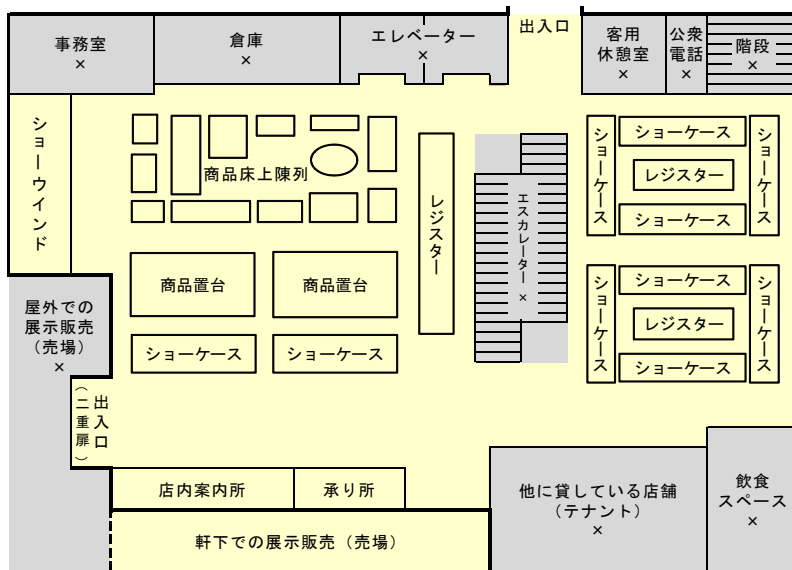 事務室
×
倉庫
×
エレベーター
×
出入口
客用
休憩室
×
公衆
電話
×
階段
×
ショーウインド
商品床上陳列
レジスター
エスカレーター ×
ショーケース
ショーケース
レジスター
ショーケース
ショーケース
商品置台
商品置台
ショーケース
ショーケース
ショーケース
ショーケース
レジスター
ショーケース
ショーケース
屋外での
展示販売
(売場)
×
出入口
(二重扉)
店内案内所
承り所
他に貸している店舗
(テナント)
×
飲食
スペース
×
軒下での展示販売(売場)